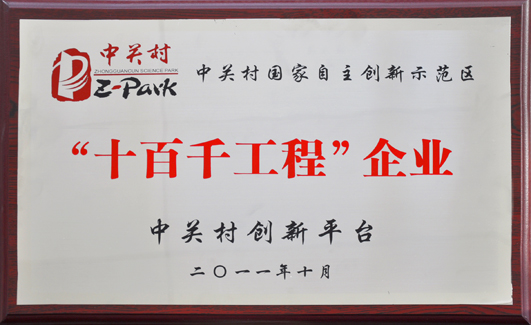 中关村
ZHONGGUANCUN SCIENCE PARK
Z-Park
中关村国家自主创新示范区
“十百千工程”企业
中关村创新平台
二〇一一年十月